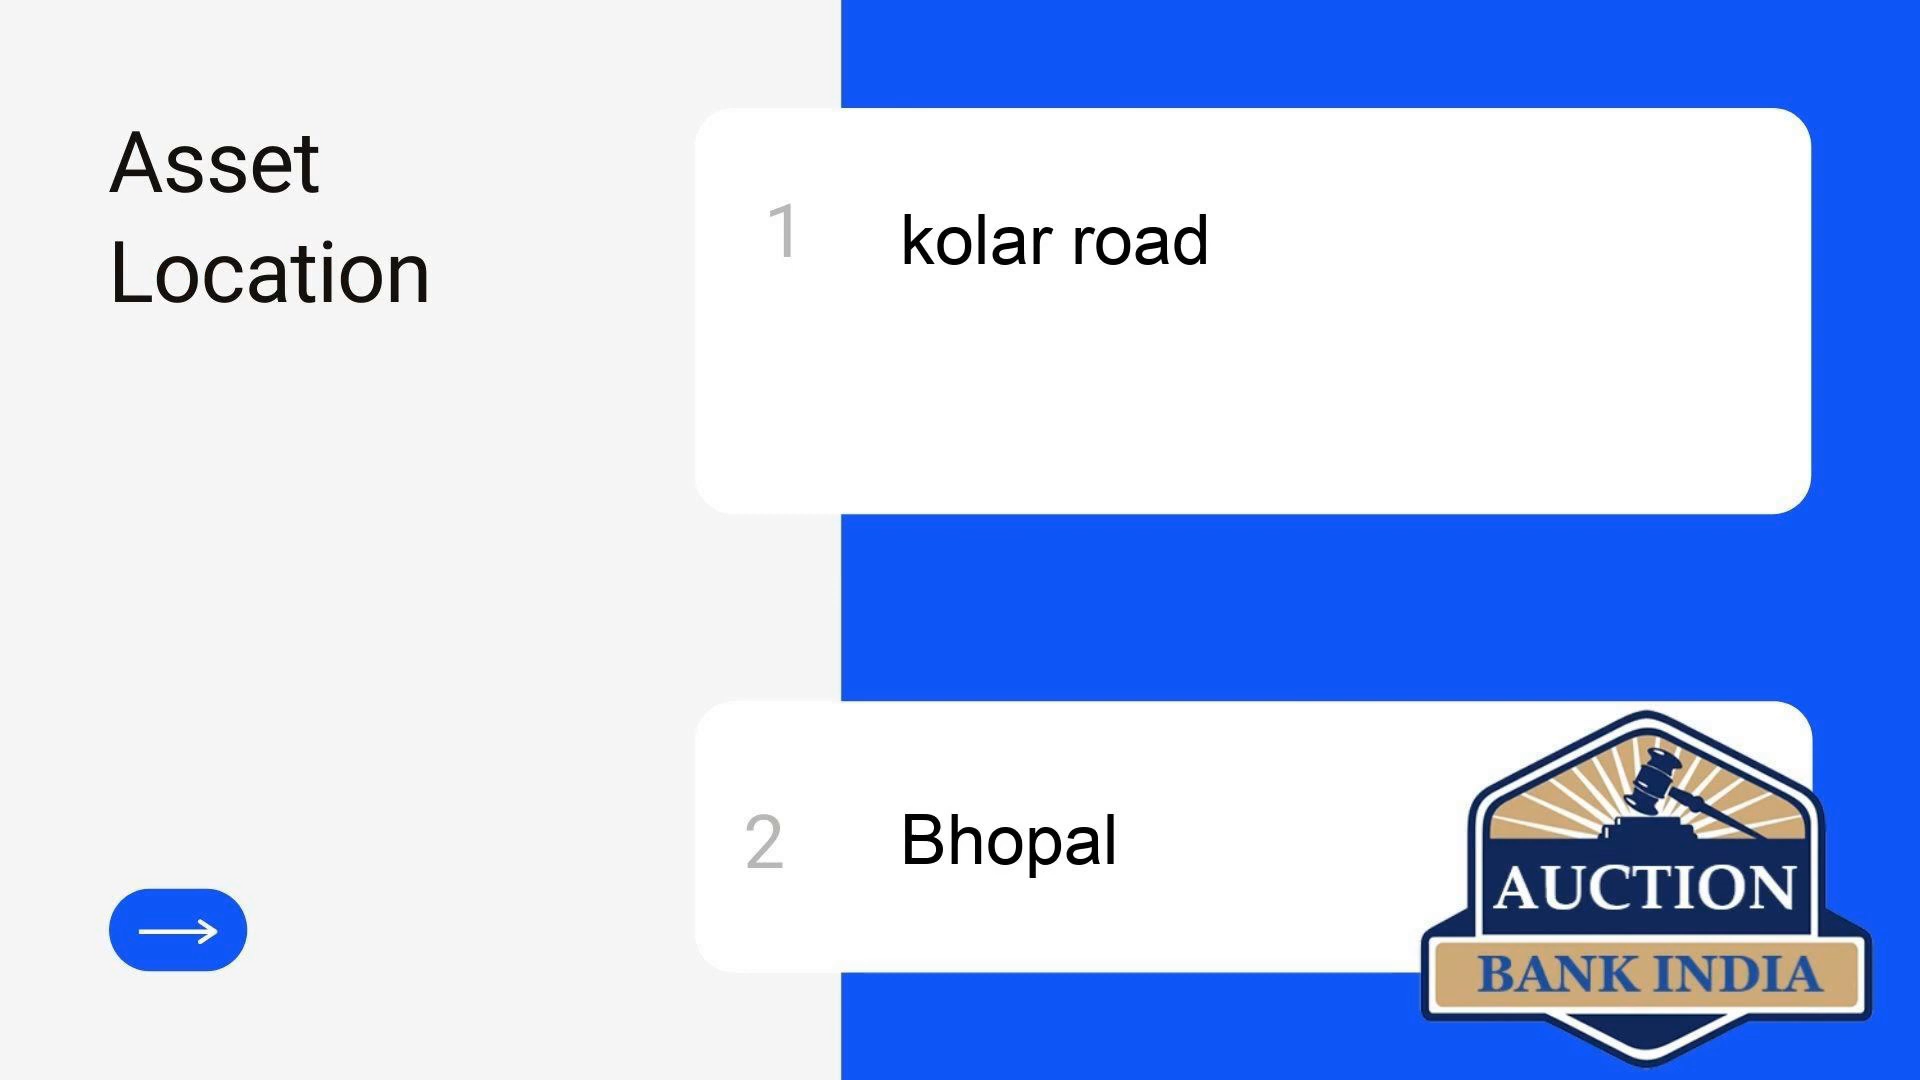 Asset
Location
1
kolar road
2
Bhopal
AUCTION
BANK INDIA